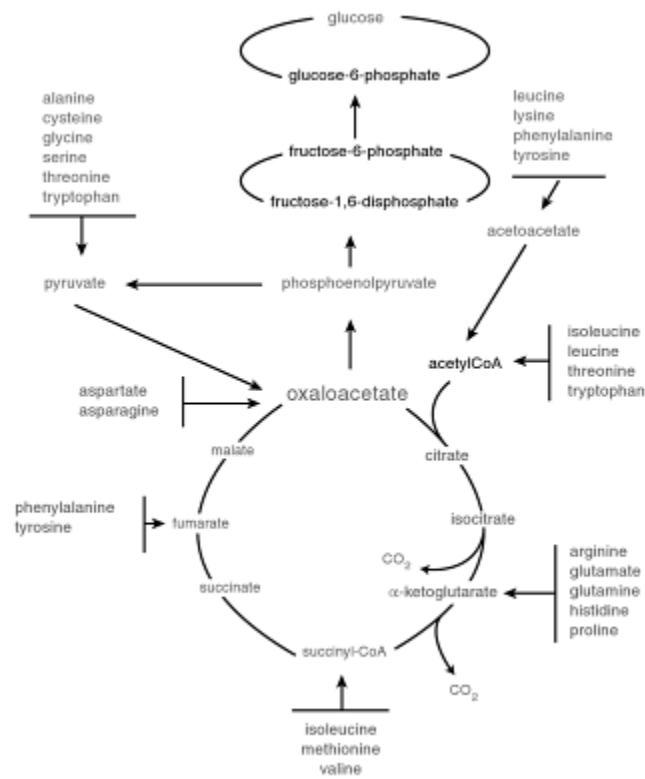 glucose
glucose-6-phosphate
alanine
cysteine
glycine
serine
threonine
tryptophan
leucine
lysine
phenylalanine
tyrosine
fructose-6-phosphate
fructose-1,6-disphosphate
acetoacetate
pyruvate
phosphoenolpyruvate
isoleucine
leucine
threonine
tryptophan
acetylCoA
aspartate
asparagine
oxaloacetate
malate
citrate
phenylalanine
tyrosine
fumarate
isocitrate
CO₂
arginine
glutamate
glutamine
histidine
proline
succinate
α-ketoglutarate
succinyl-CoA
CO₂
isoleucine
methionine
valine